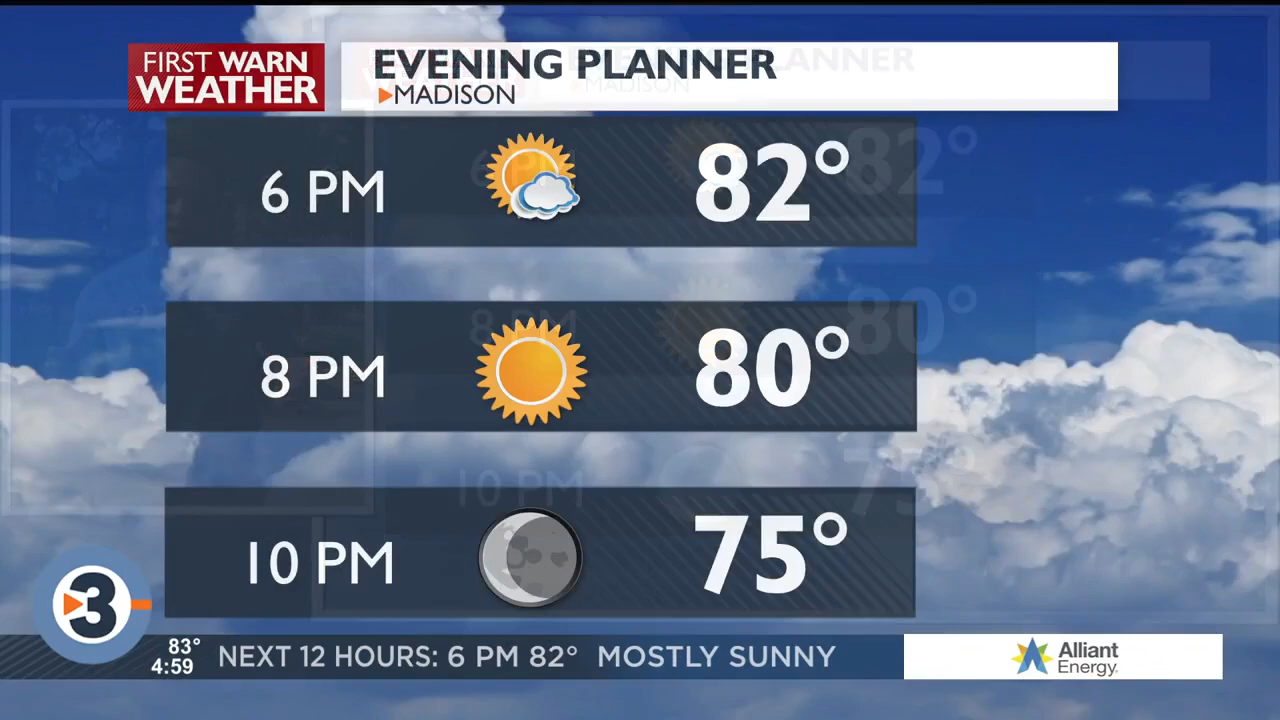 FIRST WARN
WEATHER
EVENING PLANNER
MADISON
6 PM 82°
8 PM 80°
10 PM 75°
3
83°
4:59
NEXT 12 HOURS: 6 PM 82° MOSTLY SUNNY
Alliant
Energy